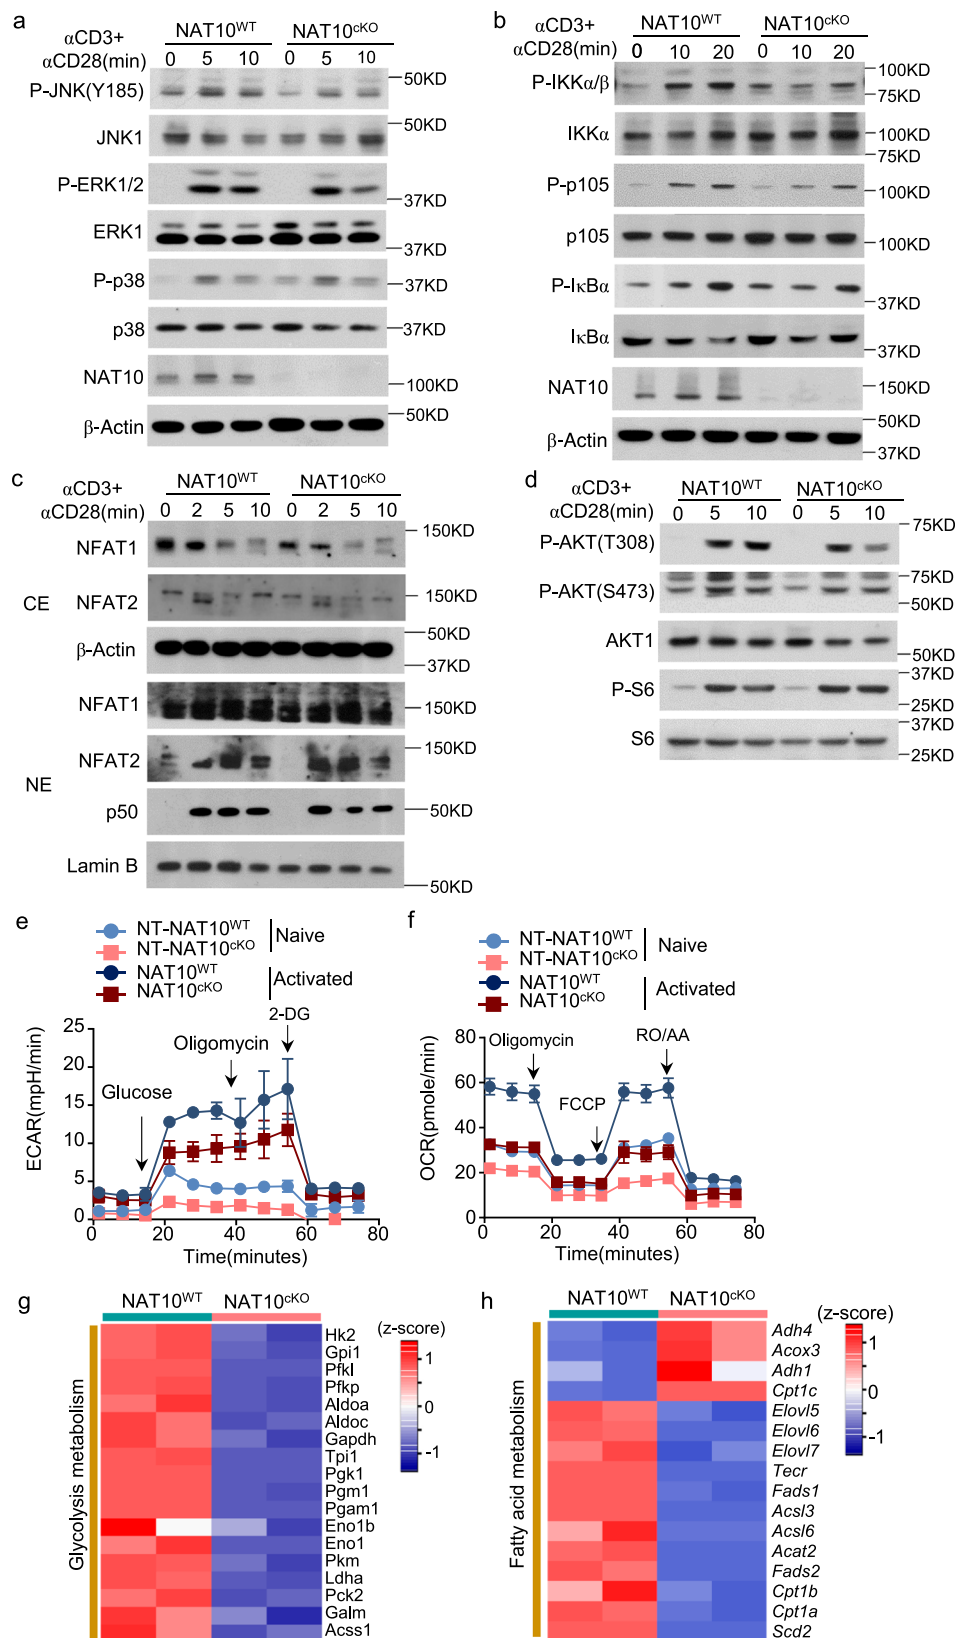 a
αCD3+
αCD28(min)
NAT10WT
NAT10cKO
0 5 10 0 5 10
P-JNK(Y185)
50KD
JNK1
50KD
P-ERK1/2
37KD
ERK1
37KD
P-p38
37KD
p38
37KD
NAT10
100KD
β-Actin
50KD
b
αCD3+
αCD28(min)
NAT10WT
NAT10cKO
0 10 20 0 10 20
P-IKKα/β
100KD
75KD
IKKα
100KD
75KD
P-p105
100KD
p105
100KD
P-IκBα
37KD
IκBα
37KD
NAT10
150KD
β-Actin
50KD
37KD
c
αCD3+
αCD28(min)
NAT10WT
NAT10cKO
0 2 5 10 0 2 5 10
CE
NFAT1
150KD
NFAT2
150KD
β-Actin
50KD
37KD
NE
NFAT1
150KD
NFAT2
150KD
p50
50KD
Lamin B
50KD
d
αCD3+
αCD28(min)
NAT10WT
NAT10cKO
0 5 10 0 5 10
P-AKT(T308)
75KD
P-AKT(S473)
75KD
50KD
AKT1
50KD
P-S6
37KD
25KD
S6
37KD
25KD
e
NT-NAT10WT
NT-NAT10cKO
Naive
NAT10WT
NAT10cKO
Activated
ECAR(mpH/min)
25
20
15
10
5
0
Glucose
Oligomycin
2-DG
0 20 40 60 80
Time(minutes)
f
NT-NAT10WT
NT-NAT10cKO
Naive
NAT10WT
NAT10cKO
Activated
OCR(pmole/min)
80
60
40
20
0
Oligomycin
FCCP
RO/AA
0 20 40 60 80
Time(minutes)
g
NAT10WT NAT10cKO
Glycolysis metabolism
Hk2
Gpi1
Pfkl
Pfkp
Aldoa
Aldoc
Gapdh
Tpi1
Pgk1
Pgm1
Pgam1
Eno1b
Eno1
Pkm
Ldha
Pck2
Galm
Acss1
(z-score)
1
0
-1
h
NAT10WT NAT10cKO
Fatty acid metabolism
Adh4
Acox3
Adh1
Cpt1c
Elovl5
Elovl6
Elovl7
Tecr
Fads1
Acsl3
Acsl6
Acat2
Fads2
Cpt1b
Cpt1a
Scd2
(z-score)
1
0
-1